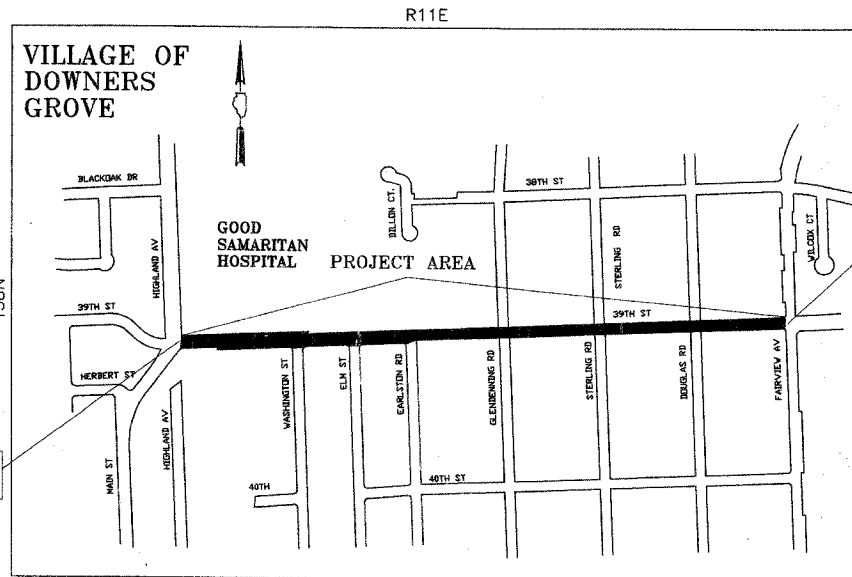 R11E
VILLAGE OF
DOWNERS
GROVE
BLACKOAK DR
HIGHLAND AV
GOOD
SAMARITAN
HOSPITAL
PROJECT AREA
DILLON CT.
38TH ST
STERLING RD
WILCOX CT
39TH ST
39TH ST
HERBERT ST
MAIN ST
HIGHLAND AV
WASHINGTON ST
ELM ST
EARLSTON RD
GLENDENNING RD
STERLING RD
DOUGLAS RD
FAIRVIEW AV
40TH
40TH ST